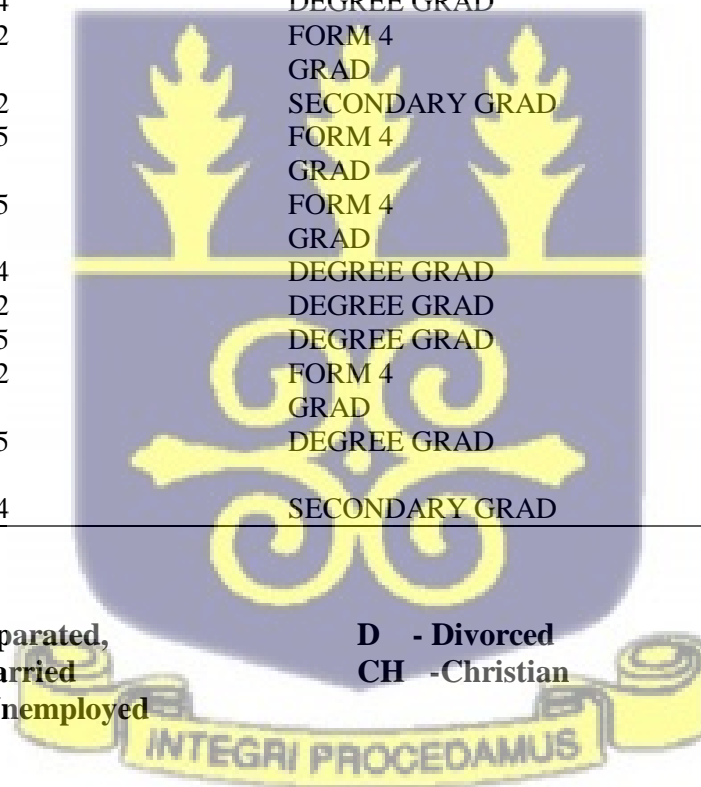 4 DEGREE GRAD
2 FORM 4
GRAD
2 SECONDARY GRAD
5 FORM 4
GRAD
5 FORM 4
GRAD
4 DEGREE GRAD
2 DEGREE GRAD
5 DEGREE GRAD
2 FORM 4
GRAD
5 DEGREE GRAD
4 SECONDARY GRAD
parated, D - Divorced
arried CH -Christian
nemployed
INTEGRI PROCEDAMUS